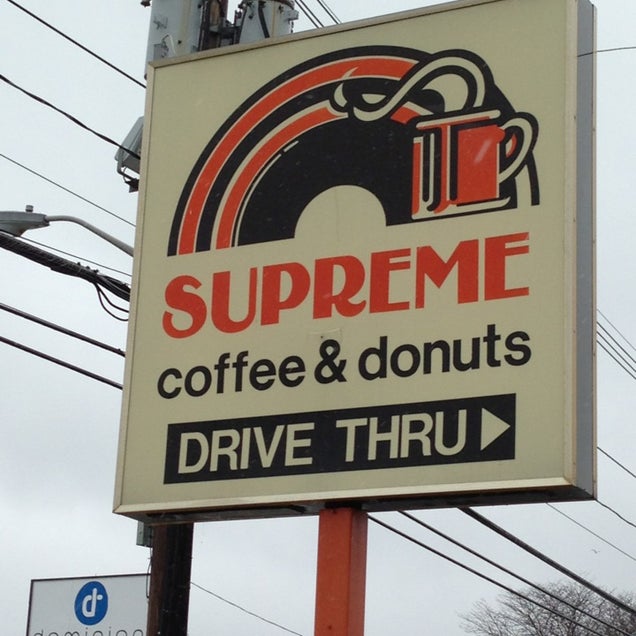 SUPREME
coffee & donuts
DRIVE THRU
d